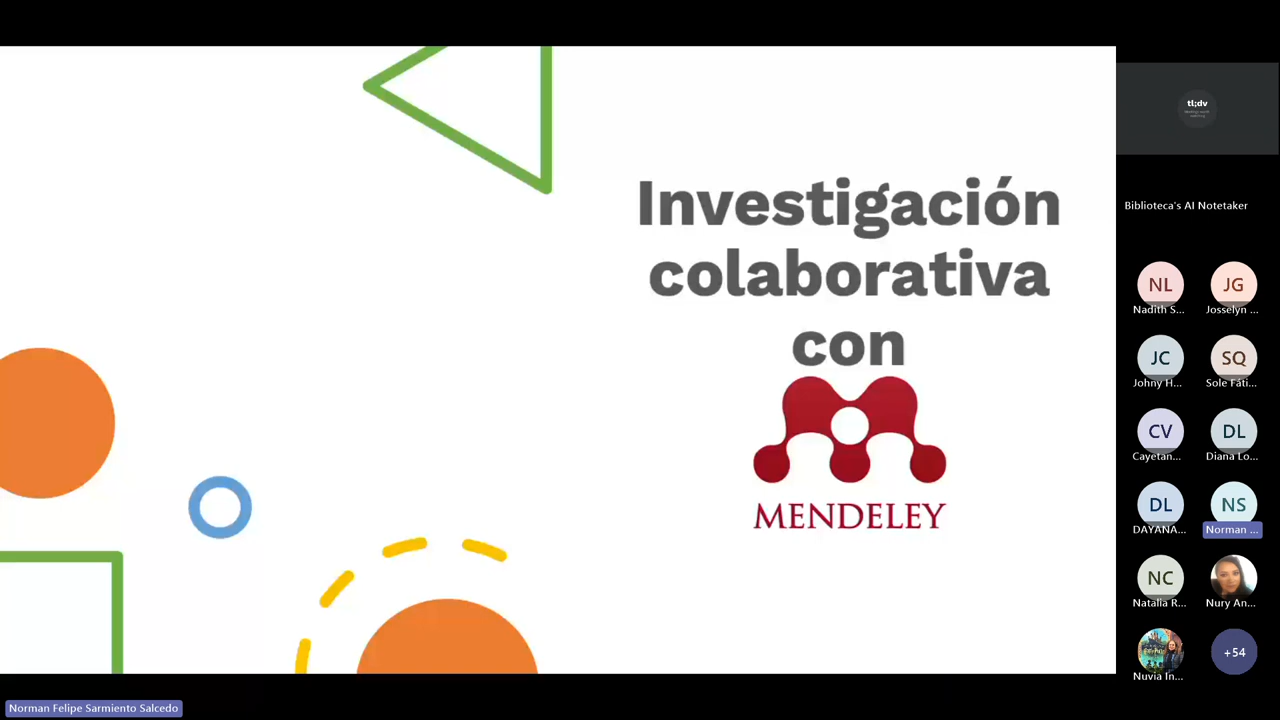 Investigación
colaborativa
con
MENDELEY
tl;dv
Biblioteca's AI Notetaker
NL
Nadith S...
JG
Josselyn ...
JC
Johny H...
SQ
Sole Fáti...
CV
Cayetan...
DL
Diana Lo...
DL
DAYANA...
NS
Norman ...
NC
Natalia R...
Nury An...
Nuvia In...
+54
Norman Felipe Sarmiento Salcedo